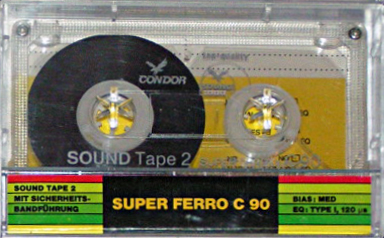 CONDOR
SOUND Tape 2
SOUND TAPE 2
MIT SICHERHEITS-
BANDFÜHRUNG
SUPER FERRO C 90
BIAS: MED
EQ: TYPE I, 120 µs